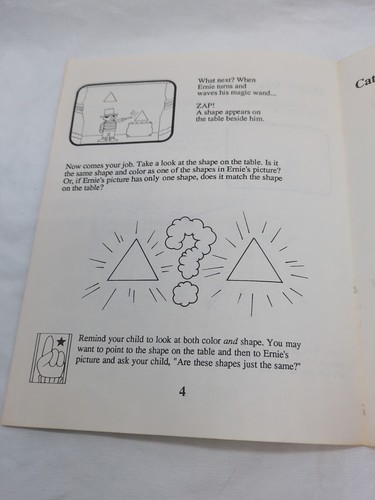 What next? When
Ernie turns and
waves his magic wand...
ZAP!
A shape appears on
the table beside him.
Now comes your job. Take a look at the shape on the table. Is it
the same shape and color as one of the shapes in Ernie's picture?
Or, if Ernie's picture has only one shape, does it match the shape
on the table?
?
Remind your child to look at both color and shape. You may
want to point to the shape on the table and then to Ernie's
picture and ask your child, "Are these shapes just the same?"
4
Cat